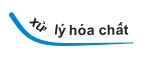 xử lý hóa chất